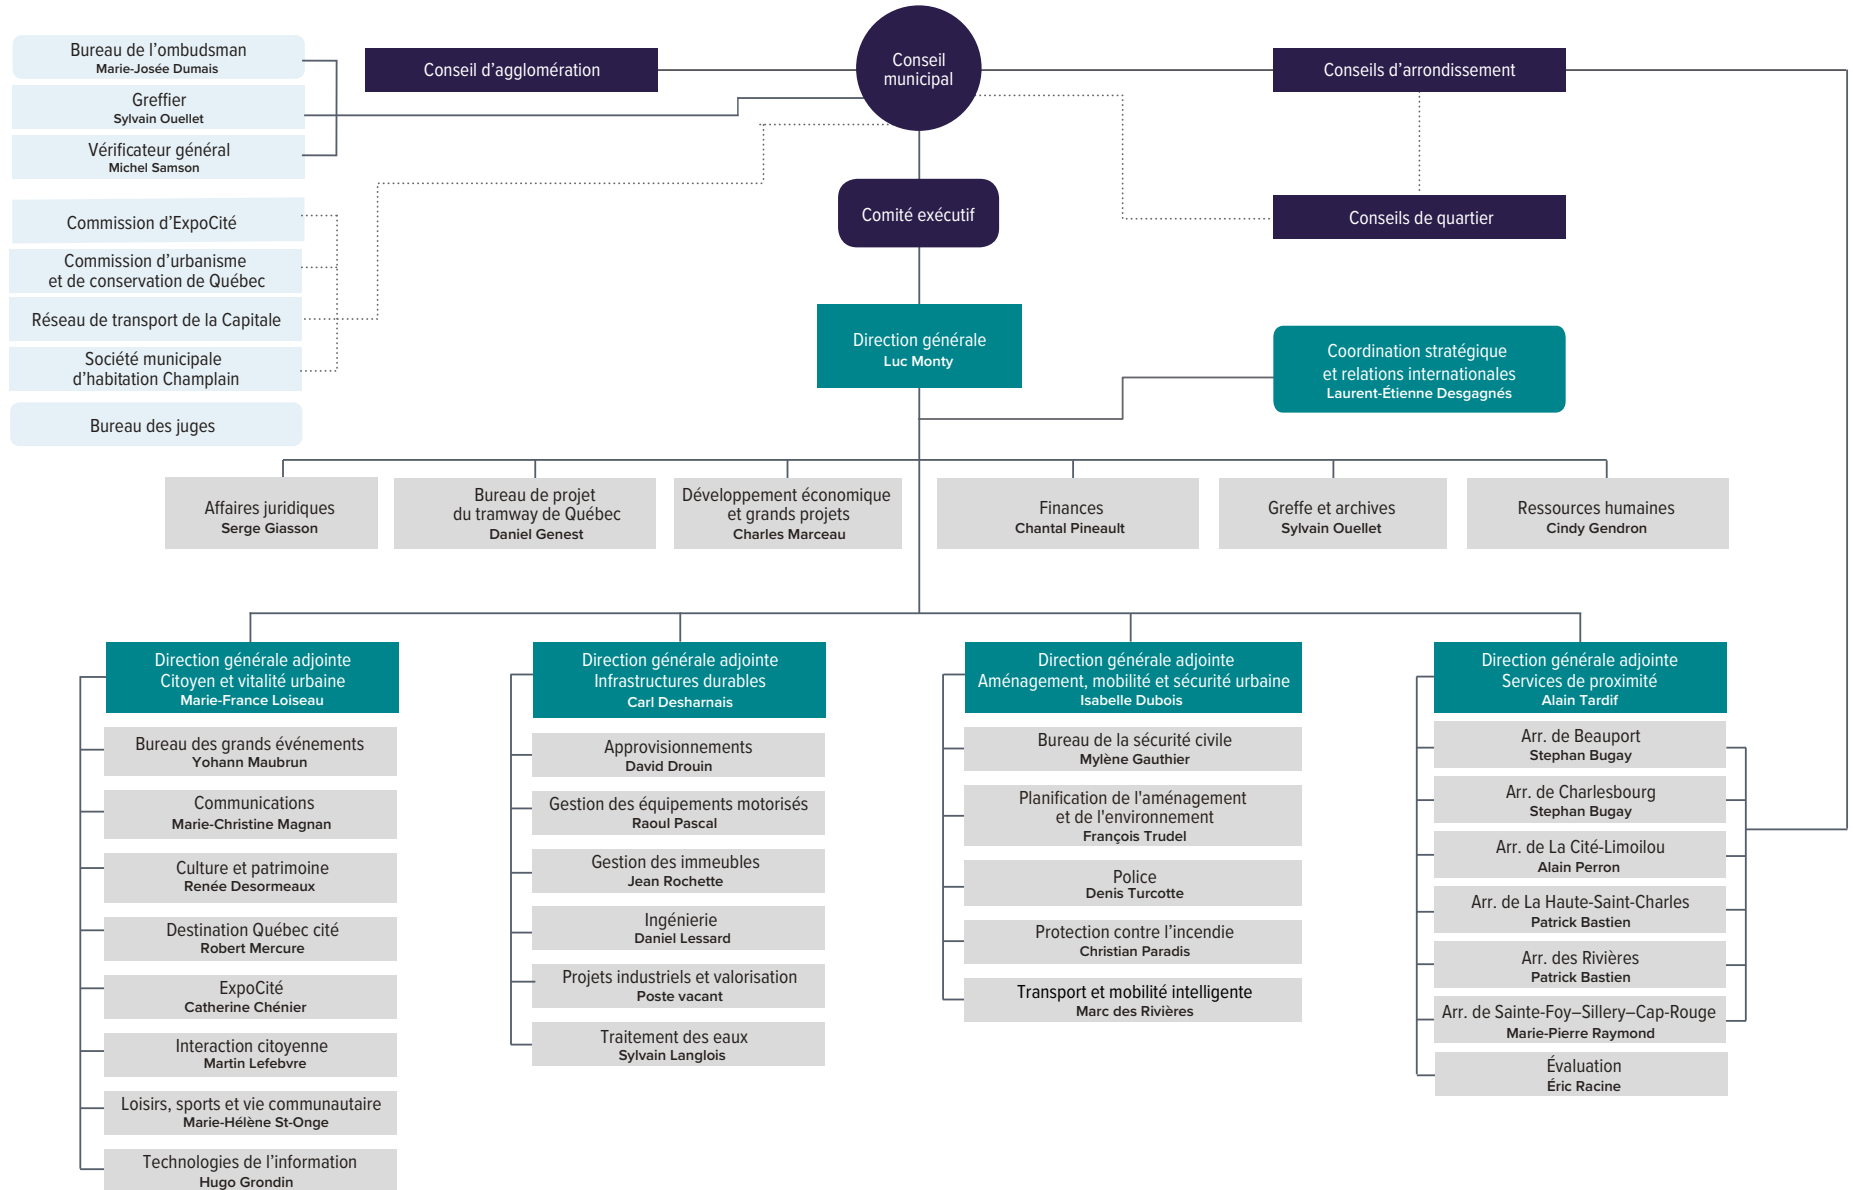 Bureau de l'ombudsman
Marie-Josée Dumais
Greffier
Sylvain Ouellet
Vérificateur général
Michel Samson
Commission d'ExpoCité
Commission d'urbanisme
et de conservation de Québec
Réseau de transport de la Capitale
Société municipale
d'habitation Champlain
Bureau des juges
Conseil d'agglomération
Conseil
municipal
Conseils d'arrondissement
Comité exécutif
Conseils de quartier
Direction générale
Luc Monty
Coordination stratégique
et relations internationales
Laurent-Étienne Desgagnés
Affaires juridiques
Serge Giasson
Bureau de projet
du tramway de Québec
Daniel Genest
Développement économique
et grands projets
Charles Marceau
Finances
Chantal Pineault
Greffe et archives
Sylvain Ouellet
Ressources humaines
Cindy Gendron
Direction générale adjointe
Citoyen et vitalité urbaine
Marie-France Loiseau
Bureau des grands événements
Yohann Maubrun
Communications
Marie-Christine Magnan
Culture et patrimoine
Renée Desormeaux
Destination Québec cité
Robert Mercure
ExpoCité
Catherine Chénier
Interaction citoyenne
Martin Lefebvre
Loisirs, sports et vie communautaire
Marie-Hélène St-Onge
Technologies de l'information
Hugo Grondin
Direction générale adjointe
Infrastructures durables
Carl Desharnais
Approvisionnements
David Drouin
Gestion des équipements motorisés
Raoul Pascal
Gestion des immeubles
Jean Rochette
Ingénierie
Daniel Lessard
Projets industriels et valorisation
Poste vacant
Traitement des eaux
Sylvain Langlois
Direction générale adjointe
Aménagement, mobilité et sécurité urbaine
Isabelle Dubois
Bureau de la sécurité civile
Mylène Gauthier
Planification de l'aménagement
et de l'environnement
François Trudel
Police
Denis Turcotte
Protection contre l'incendie
Christian Paradis
Transport et mobilité intelligente
Marc des Rivières
Direction générale adjointe
Services de proximité
Alain Tardif
Arr. de Beauport
Stephan Bugay
Arr. de Charlesbourg
Stephan Bugay
Arr. de La Cité-Limoilou
Alain Perron
Arr. de La Haute-Saint-Charles
Patrick Bastien
Arr. des Rivières
Patrick Bastien
Arr. de Sainte-Foy–Sillery–Cap-Rouge
Marie-Pierre Raymond
Évaluation
Éric Racine